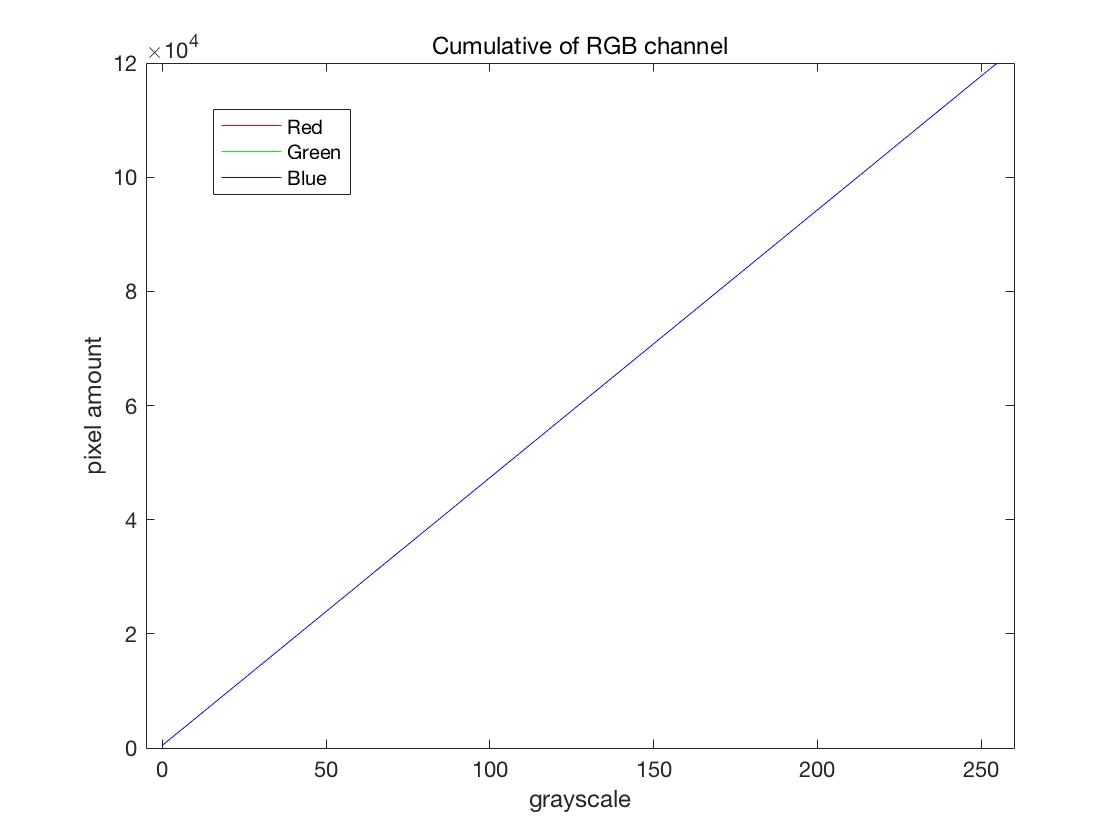 Cumulative of RGB channel
×10^4
12
10
8
6
4
2
0
Red
Green
Blue
pixel amount
0 50 100 150 200 250
grayscale